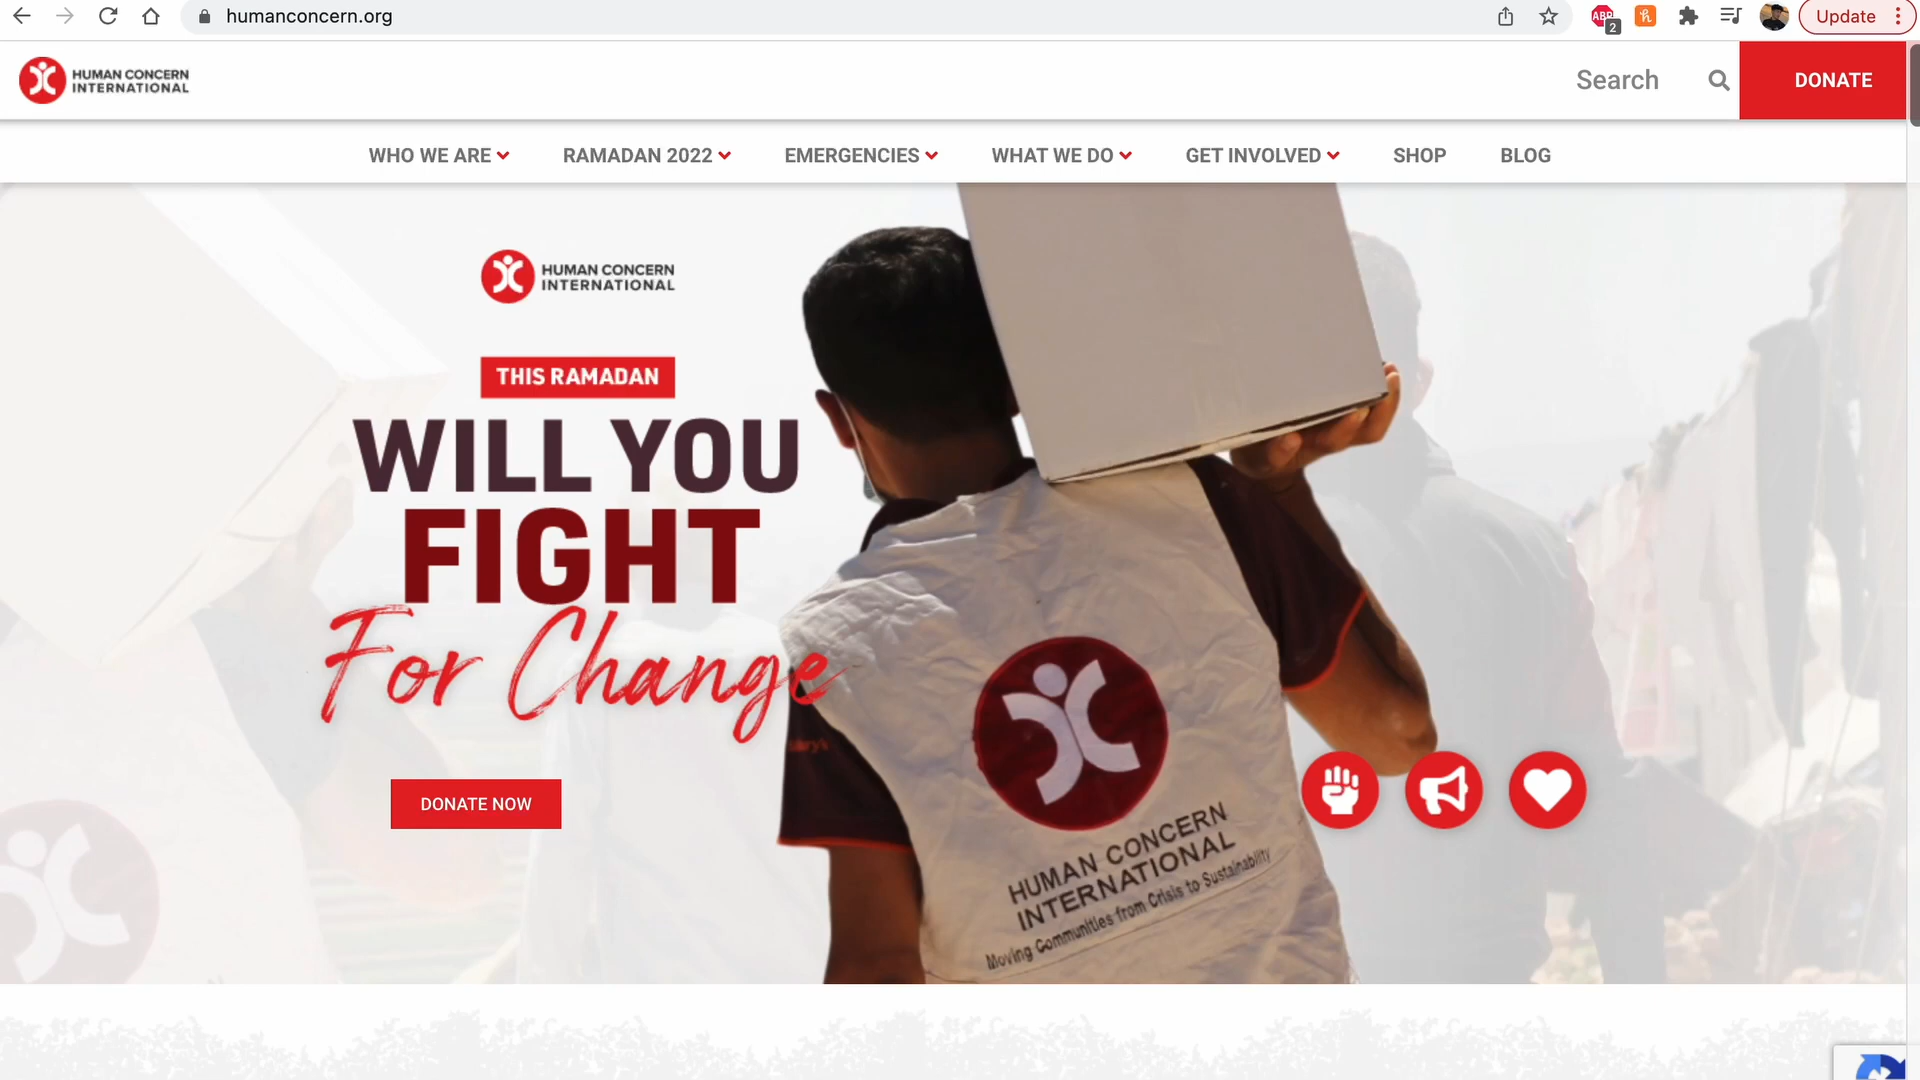 humanconcern.org
ABP
2
Update
HUMAN CONCERN
INTERNATIONAL
Search
DONATE
WHO WE ARE
RAMADAN 2022
EMERGENCIES
WHAT WE DO
GET INVOLVED
SHOP
BLOG
HUMAN CONCERN
INTERNATIONAL
THIS RAMADAN
WILL YOU
FIGHT
For Change
DONATE NOW
HUMAN CONCERN
INTERNATIONAL
Moving Communities from Crisis to Sustainability